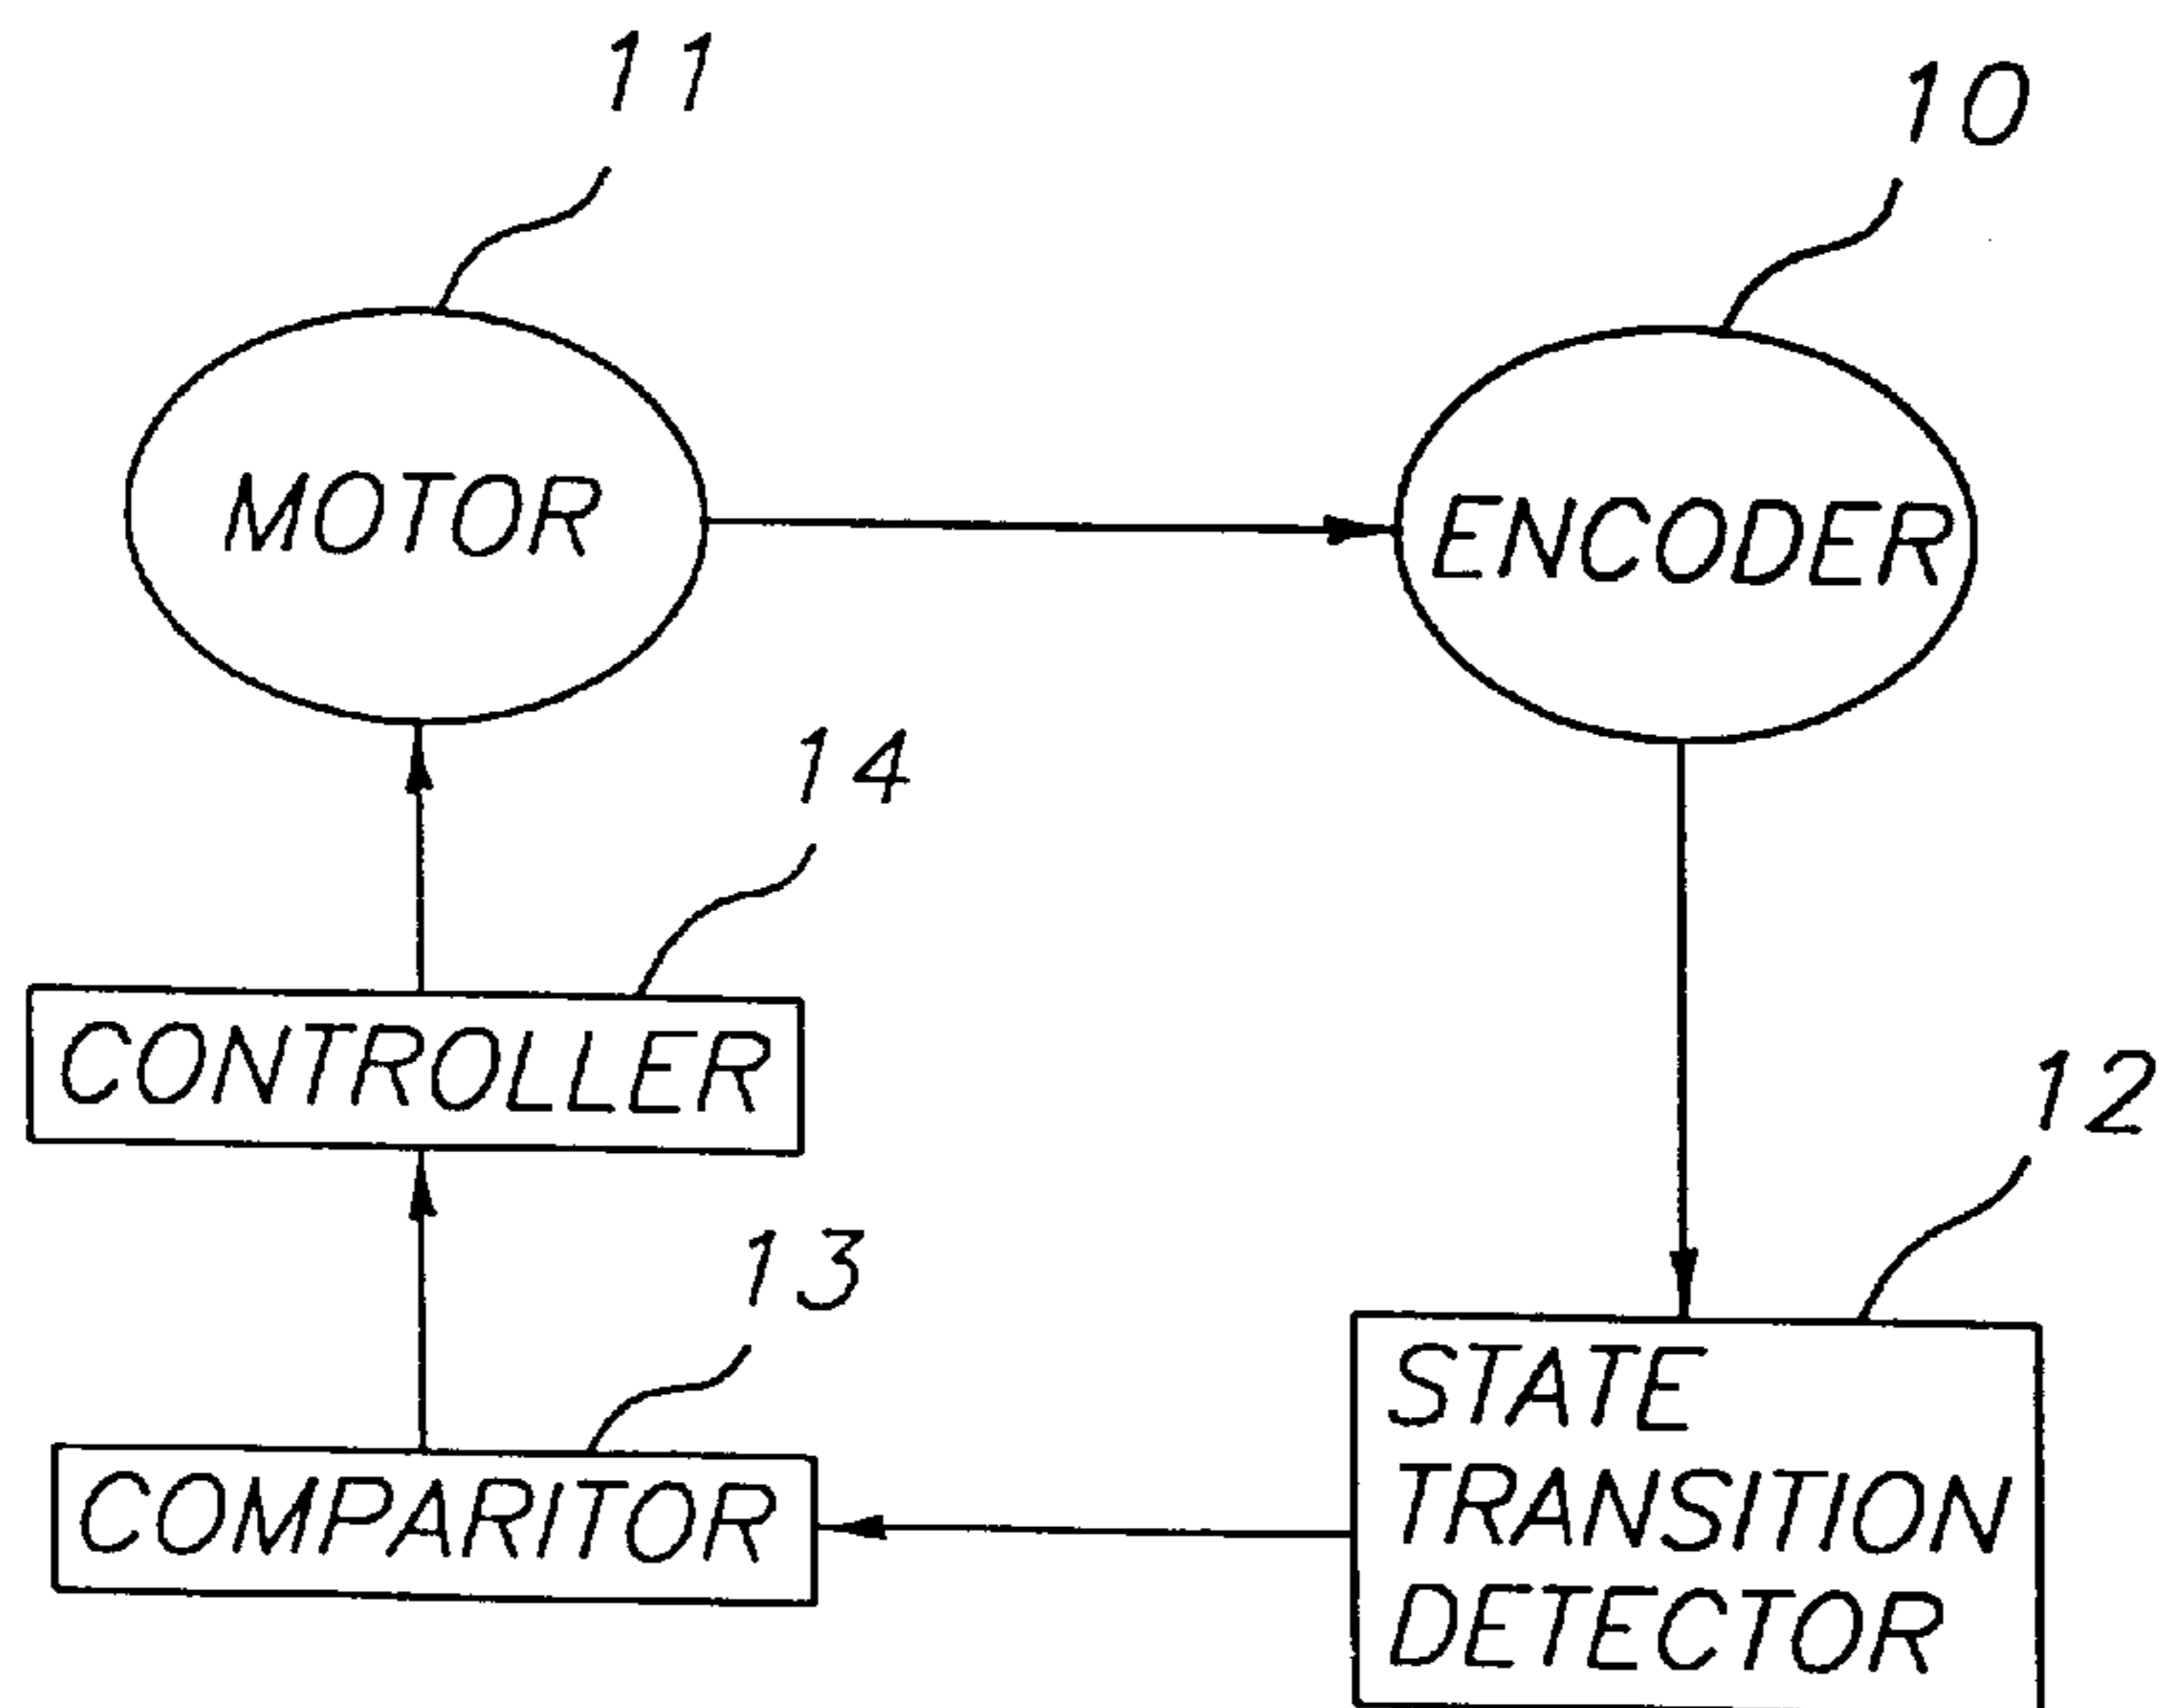 11
10
MOTOR
ENCODER
14
CONTROLLER
12
13
COMPARITOR
STATE
TRANSITION
DETECTOR